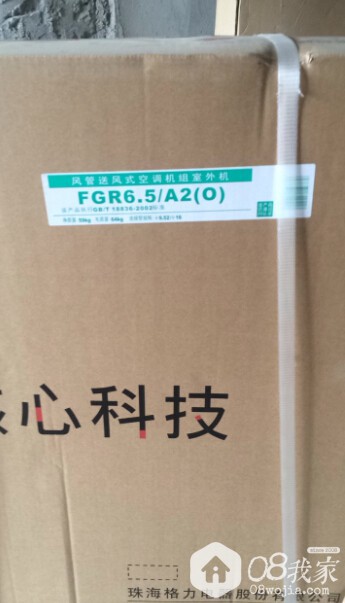 风管送风式空调机组室外机
FGR6.5/A2(O)
心科技
珠海格力电器股份有限公司
08我家
08wojia.com